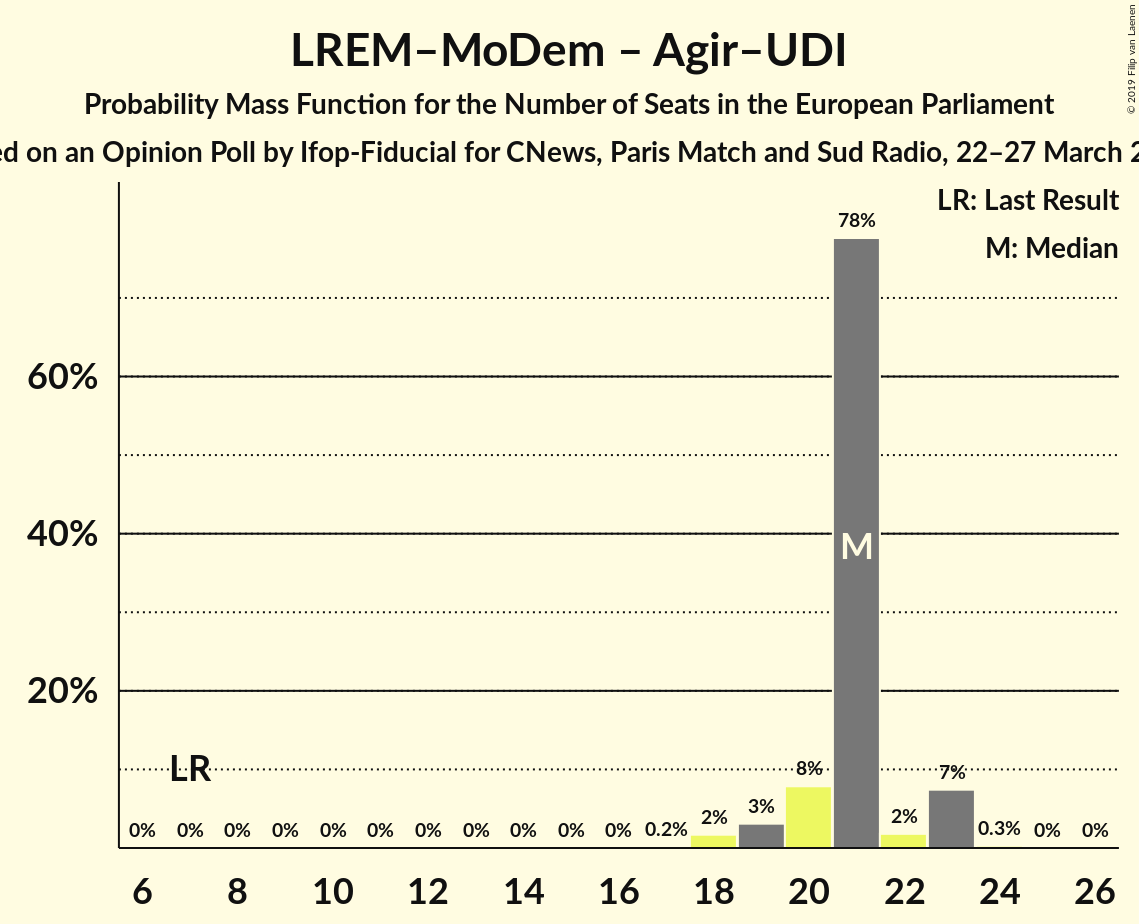 LREM–MoDem – Agir–UDI
Probability Mass Function for the Number of Seats in the European Parliament
on an Opinion Poll by Ifop-Fiducial for CNews, Paris Match and Sud Radio, 22–27 March
© 2019 Filip van Laenen
LR: Last Result
M: Median
78%
60%
40%
M
20%
LR
0% 0% 0% 0% 0% 0% 0% 0% 0% 0% 0% 0.2% 2% 3% 8% 2% 7% 0.3% 0% 0%
6 8 10 12 14 16 18 20 22 24 26